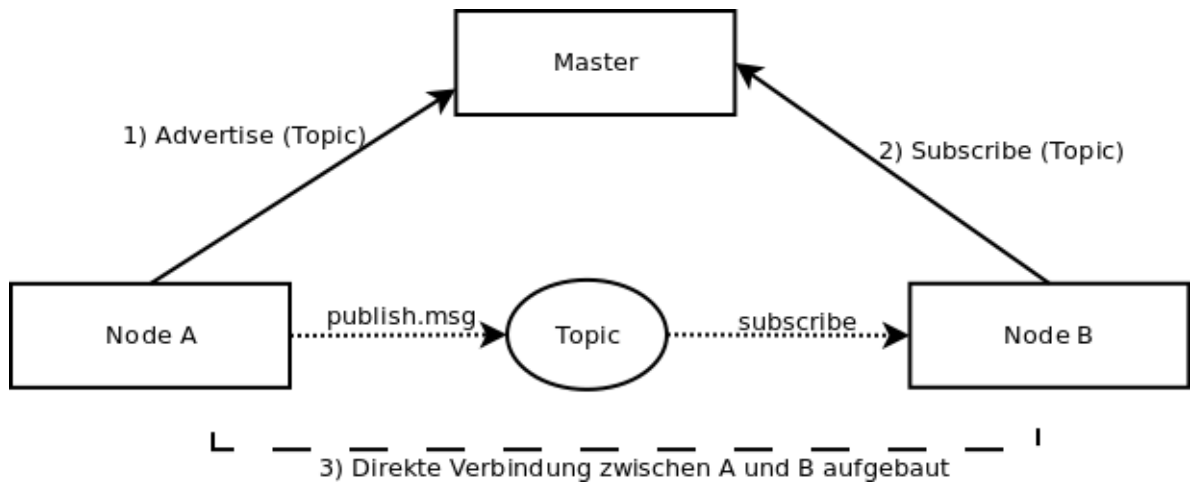 Master
1) Advertise (Topic)
2) Subscribe (Topic)
Node A
publish.msg
Topic
subscribe
Node B
3) Direkte Verbindung zwischen A und B aufgebaut